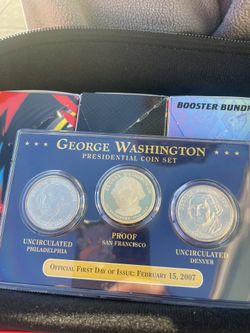 BOOSTER BUND
GEORGE WASHINGTON
PRESIDENTIAL COIN SET
PROOF
SAN FRANCISCO
UNCIRCULATED
PHILADELPHIA
UNCIRCULATED
DENVER
OFFICIAL FIRST DAY OF ISSUE: FEBRUARY 15, 2007